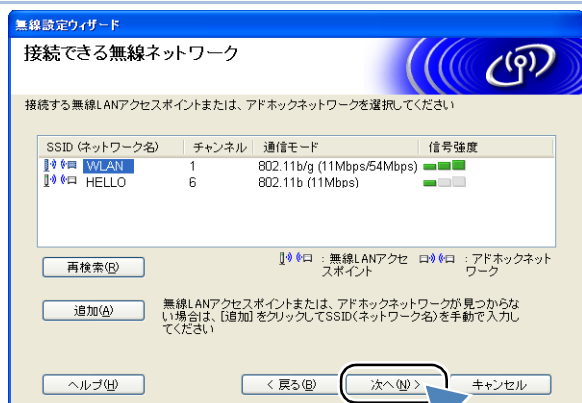 無線設定ウィザード
接続できる無線ネットワーク
接続する無線LANアクセスポイントまたは、アドホックネットワークを選択してください
SSID (ネットワーク名) チャンネル 通信モード 信号強度
WLAN 1 802.11b/g (11Mbps/54Mbps)
HELLO 6 802.11b (11Mbps)
再検索(R)
:無線LANアクセ
スポイント
:アドホックネット
ワーク
追加(A)
無線LANアクセスポイントまたは、アドホックネットワークが見つからな
い場合は、[追加]をクリックしてSSID(ネットワーク名)を手動で入力し
てください
ヘルプ(H) < 戻る(B) 次へ(N) > キャンセル